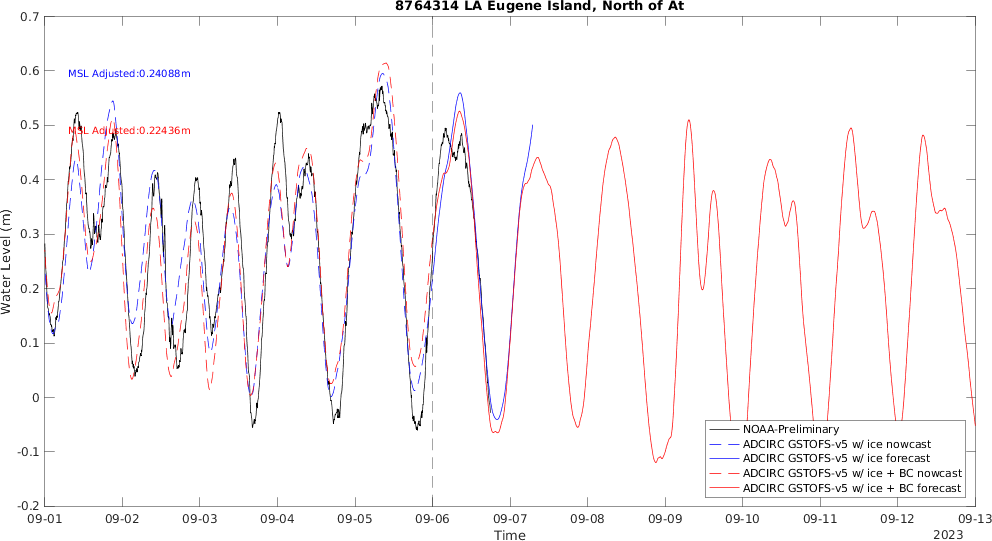 8764314 LA Eugene Island, North of At
0.7
0.6
0.5
0.4
0.3
0.2
0.1
0
-0.1
-0.2
Water Level (m)
MSL Adjusted:0.24088m
MSL Adjusted:0.22436m
NOAA-Preliminary
ADCIRC GSTOFS-v5 w/ ice nowcast
ADCIRC GSTOFS-v5 w/ ice forecast
ADCIRC GSTOFS-v5 w/ ice + BC nowcast
ADCIRC GSTOFS-v5 w/ ice + BC forecast
09-01 09-02 09-03 09-04 09-05 09-06 09-07 09-08 09-09 09-10 09-11 09-12 09-13
Time
2023